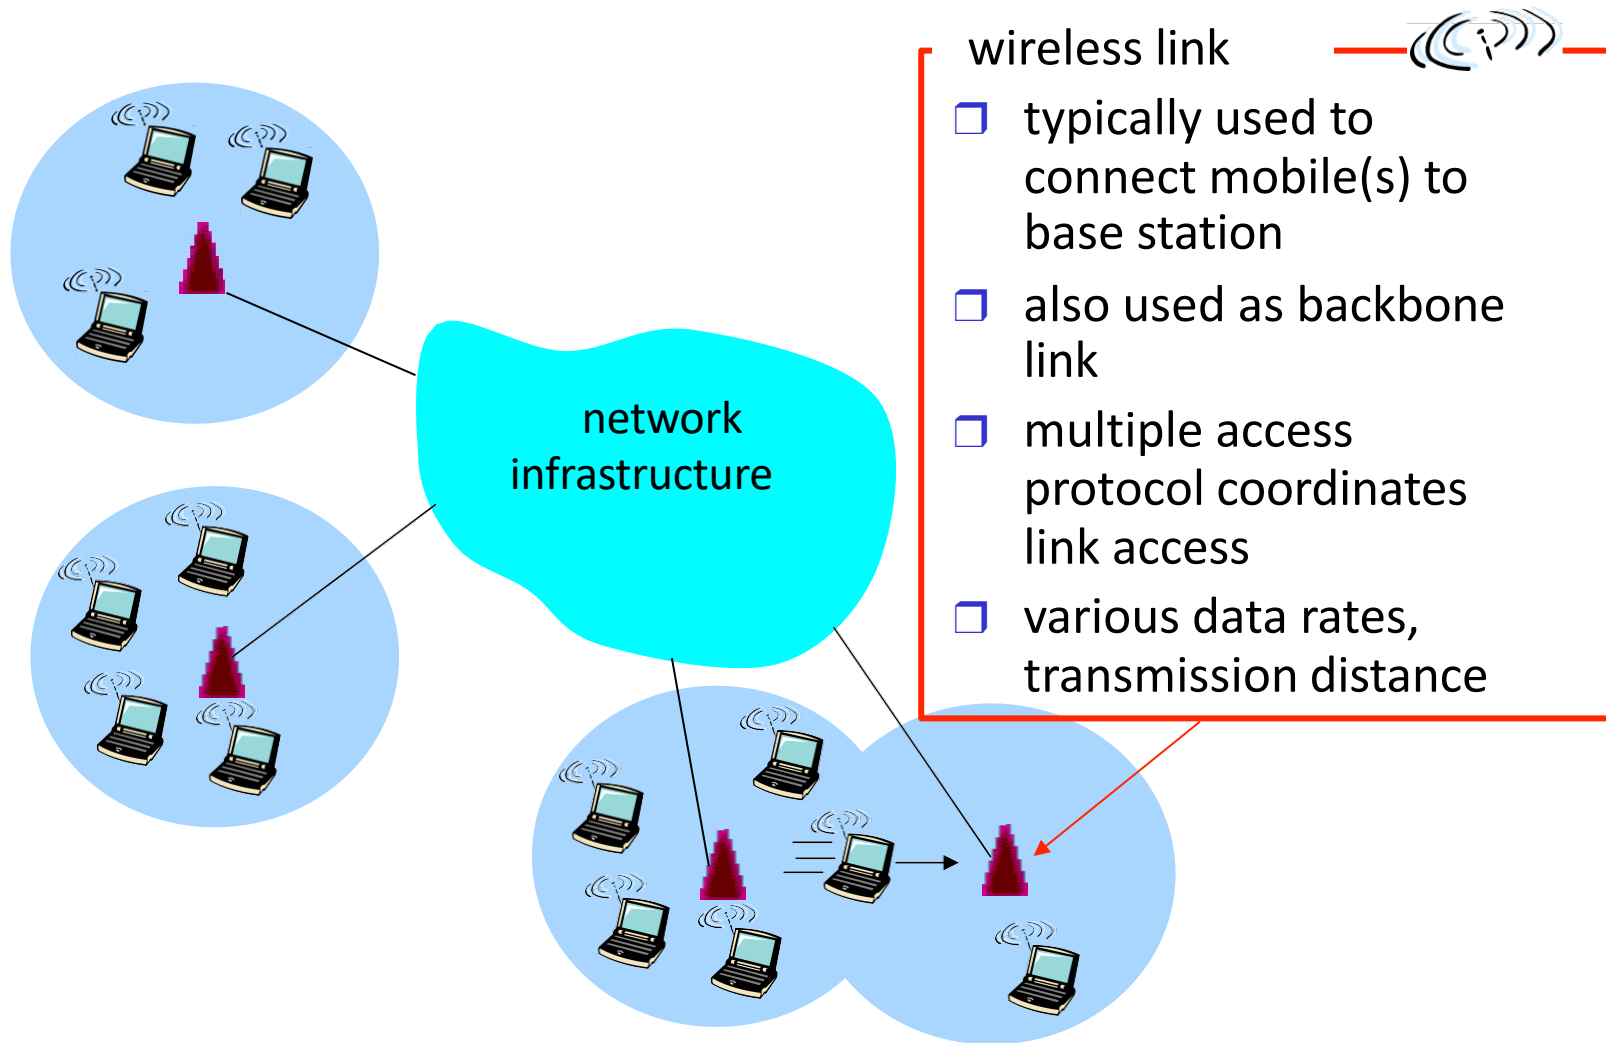 wireless link
typically used to
connect mobile(s) to
base station
also used as backbone
link
multiple access
protocol coordinates
link access
various data rates,
transmission distance
network
infrastructure